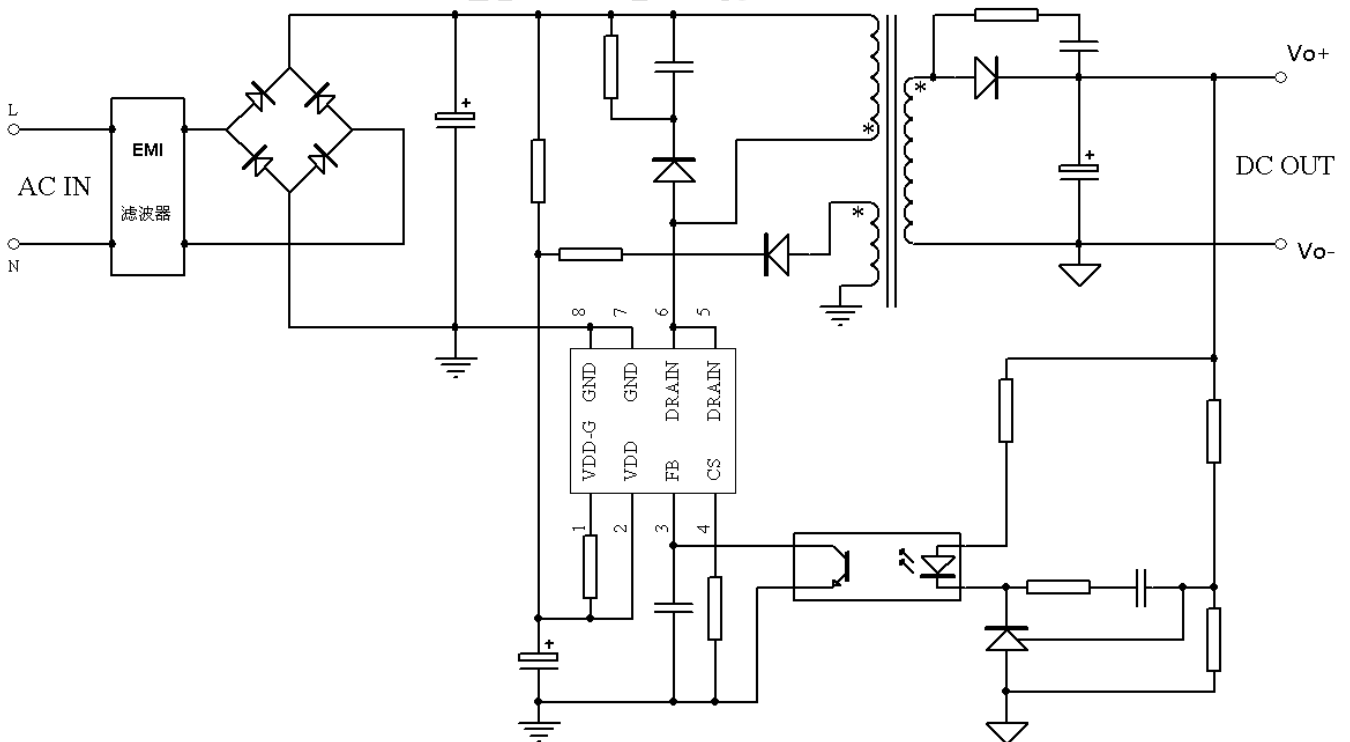 L
EMI
AC IN
滤波器
N
Vo+
DC OUT
Vo-
8 7 6 5
GND GND DRAIN DRAIN
VDD-G VDD FB CS
1 2 3 4